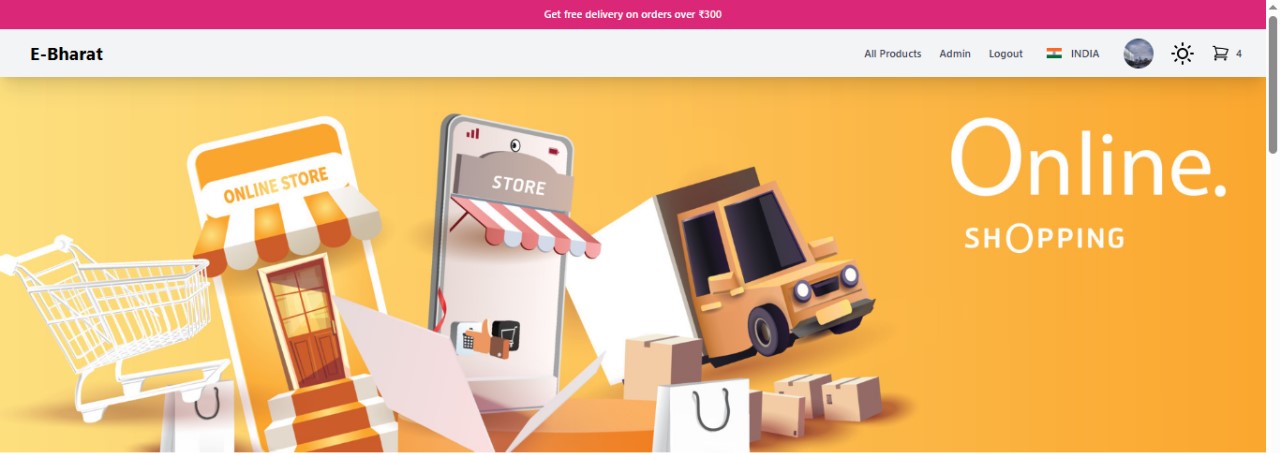 Get free delivery on orders over ₹300
E-Bharat
All Products Admin Logout INDIA 4
ONLINE STORE
STORE
Online.
SHOPPING